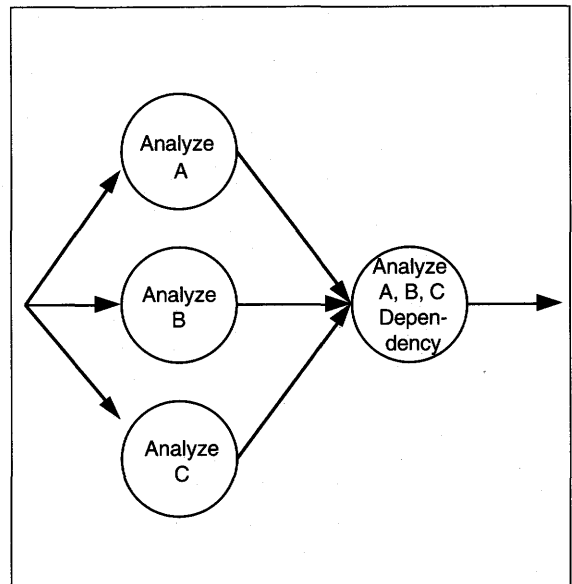 Analyze
A
Analyze
B
Analyze
C
Analyze
A, B, C
Depen-
dency